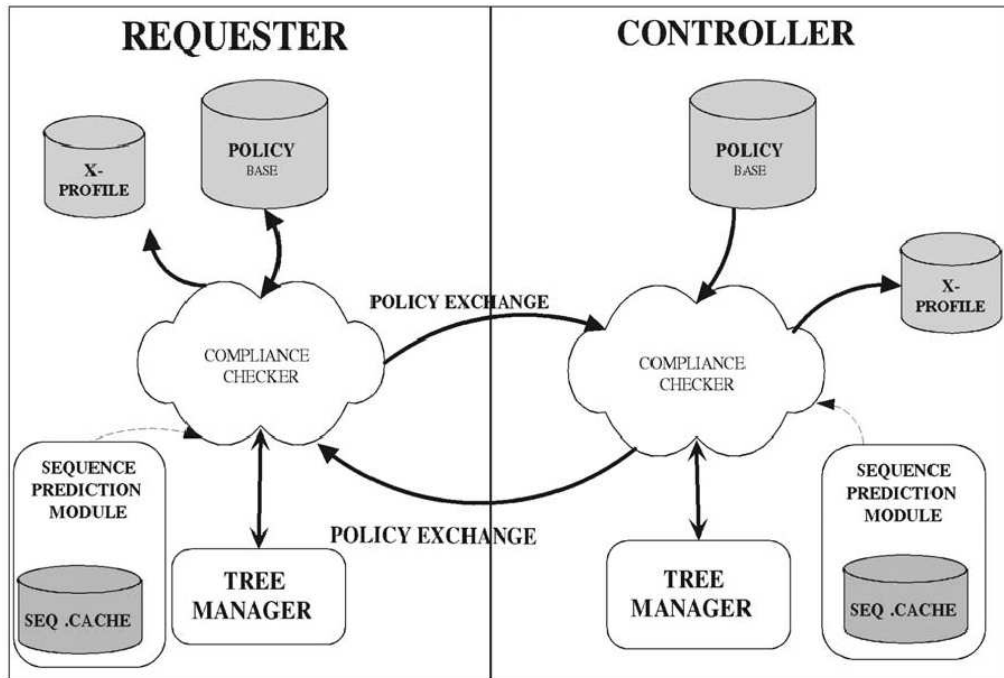 REQUESTER
X-
PROFILE
POLICY
BASE
COMPLIANCE
CHECKER
SEQUENCE
PREDICTION
MODULE
SEQ .CACHE
TREE
MANAGER
POLICY EXCHANGE
POLICY EXCHANGE
CONTROLLER
POLICY
BASE
X-
PROFILE
COMPLIANCE
CHECKER
TREE
MANAGER
SEQUENCE
PREDICTION
MODULE
SEQ .CACHE